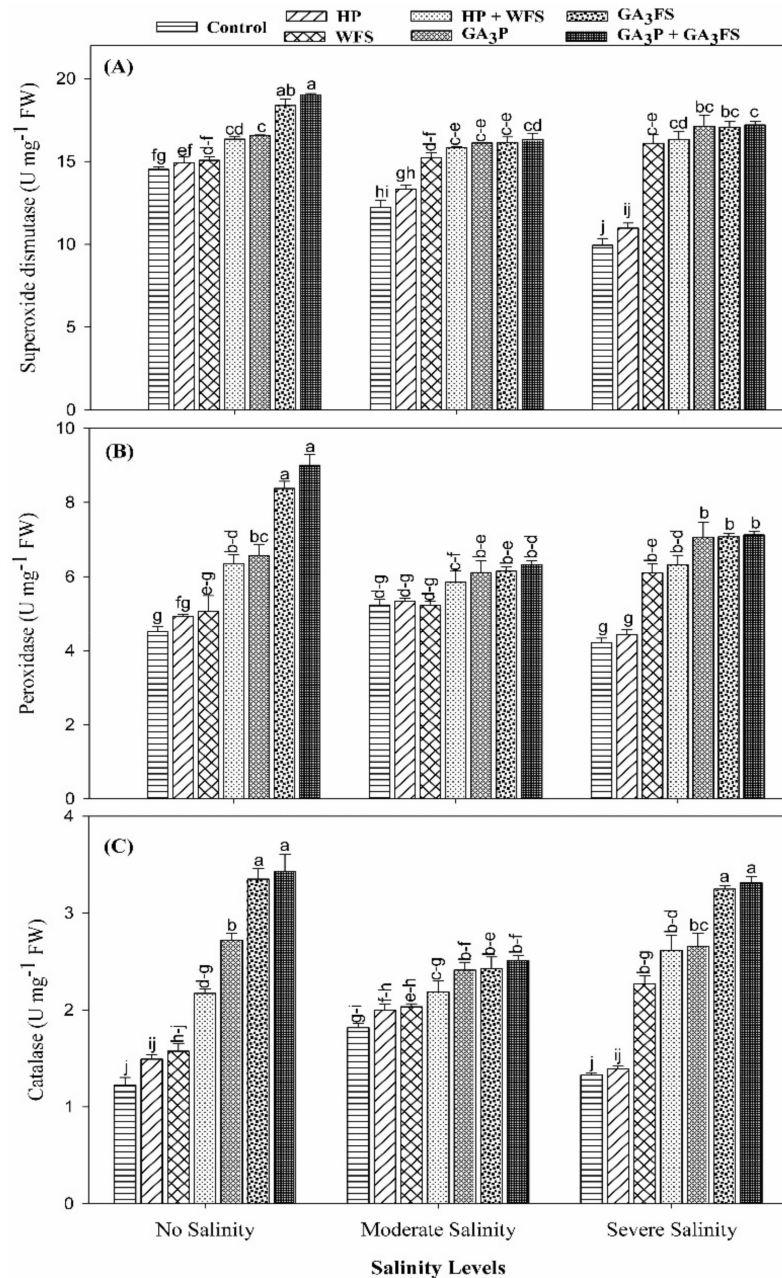 Control HP HP + WFS GA3FS
WFS GA3P GA3P + GA3FS
(A)
Superoxide dismutase (U mg-1 FW)
20
15
10
5
0
fg ef d-f cd c ab a
hi gh d-f c-e c-e c-e cd
j ij c-e cd bc bc c
(B)
Peroxidase (U mg-1 FW)
10
8
6
4
2
0
g fg e-g b-d bc a a
d-g d-g d-g c-f b-e b-e b-d
g g b-e b-d b b b
(C)
Catalase (U mg-1 FW)
4
3
2
1
0
j ij h-j d-g b a a
g-i f-h e-h c-g b-f b-e b-f
j ij b-g b-d bc a a
No Salinity Moderate Salinity Severe Salinity
Salinity Levels